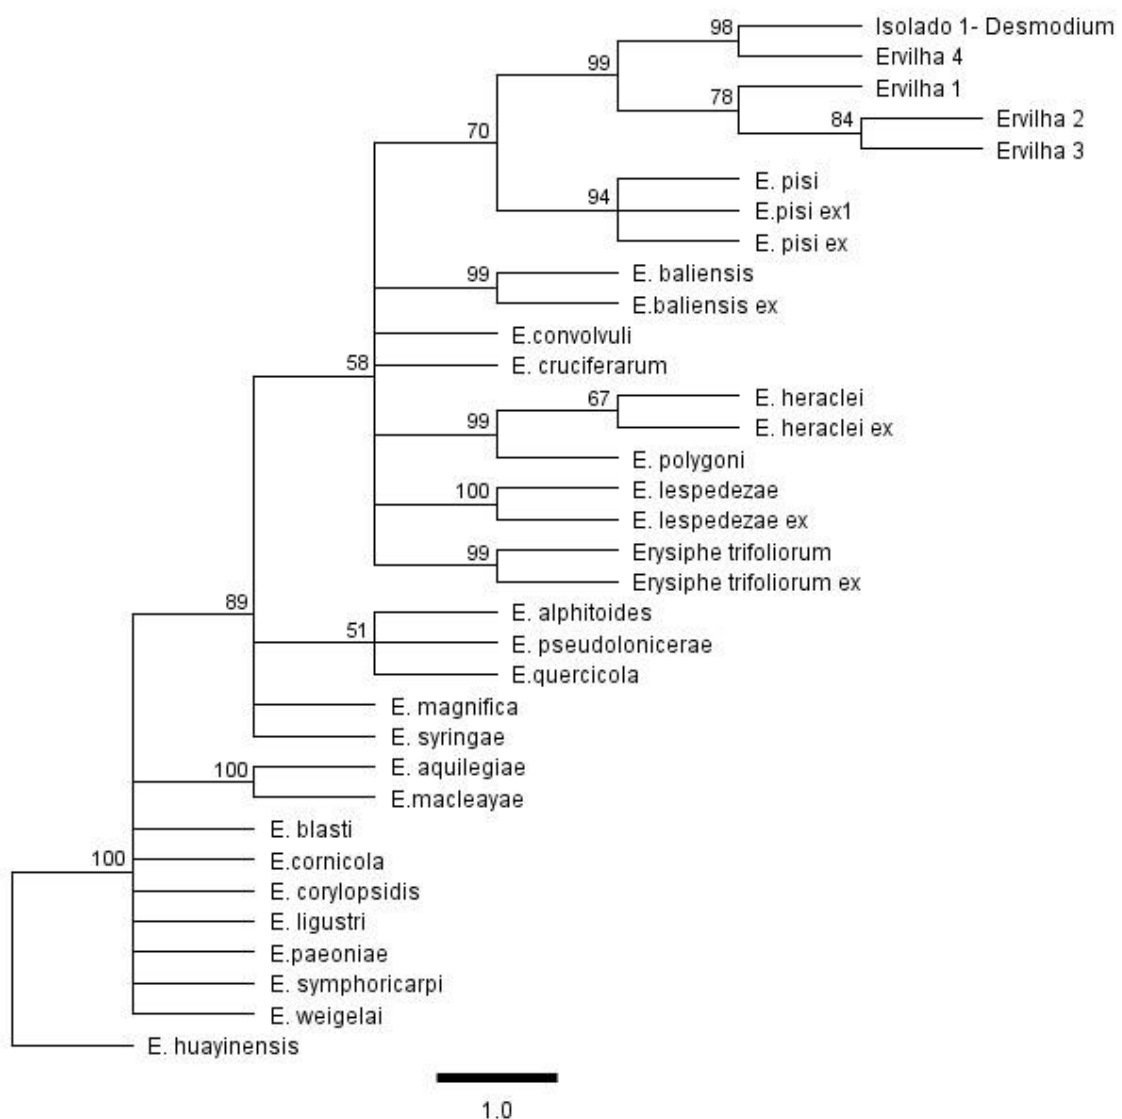 98
Isolado 1- Desmodium
Ervilha 4
99
78
Ervilha 1
84
Ervilha 2
Ervilha 3
70
94
E. pisi
E.pisi ex1
E. pisi ex
99
E. baliensis
E.baliensis ex
58
E.convolvuli
E. cruciferarum
67
E. heraclei
E. heraclei ex
99
E. polygoni
100
E. lespedezae
E. lespedezae ex
99
Erysiphe trifoliorum
Erysiphe trifoliorum ex
89
51
E. alphitoides
E. pseudolonicerae
E.quercicola
E. magnifica
E. syringae
100
E. aquilegiae
E.macleayae
E. blasti
100
E.cornicola
E. corylopsidis
E. ligustri
E.paeoniae
E. symphoricarpi
E. weigelai
E. huayinensis
1.0